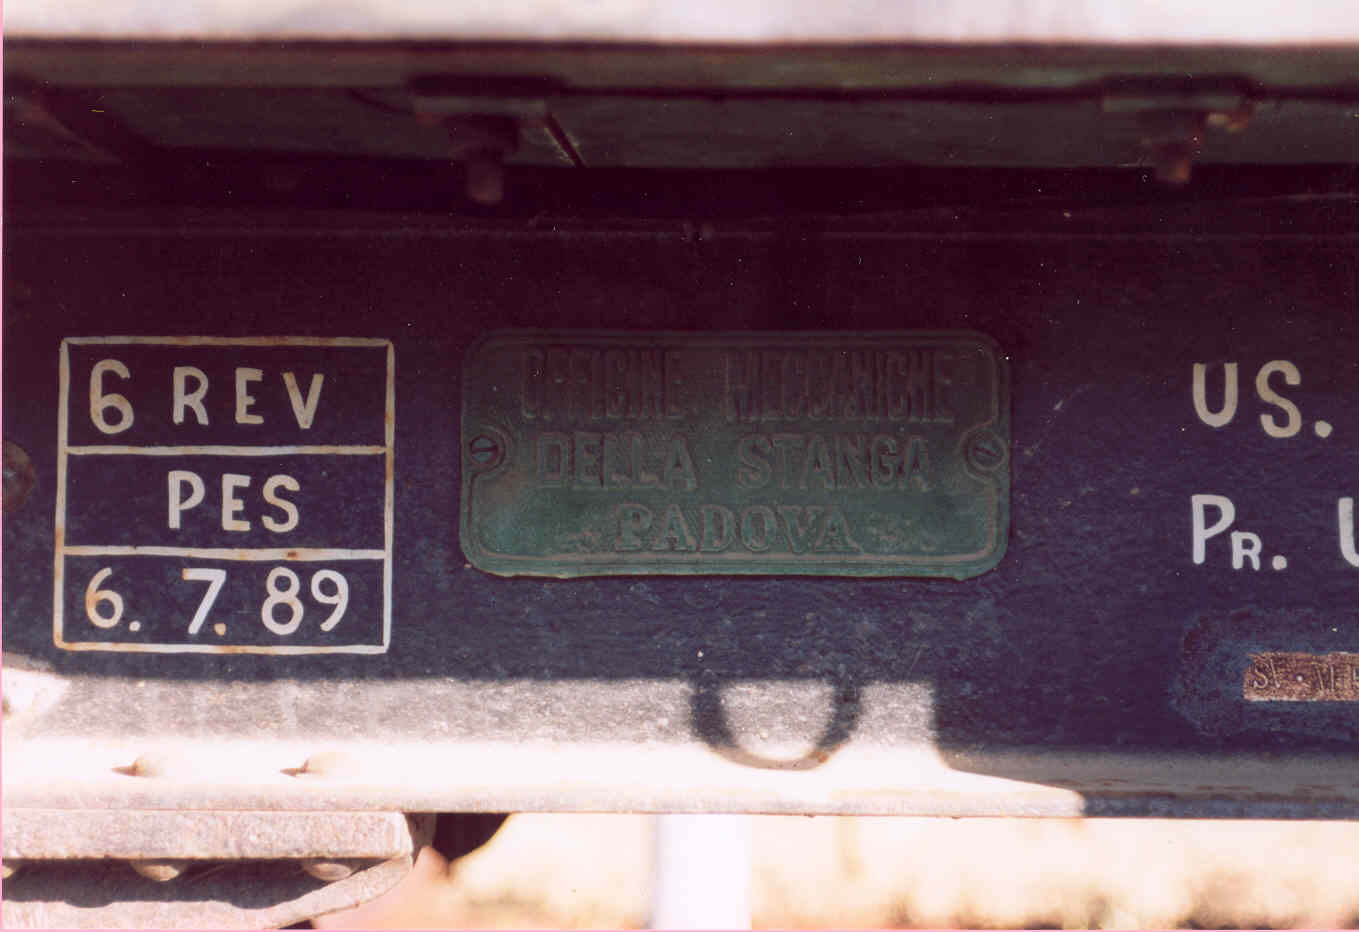 6 REV
PES
6. 7. 89
OFFICINE MECCANICHE
DELLA STANGA
PADOVA
US.
PR.